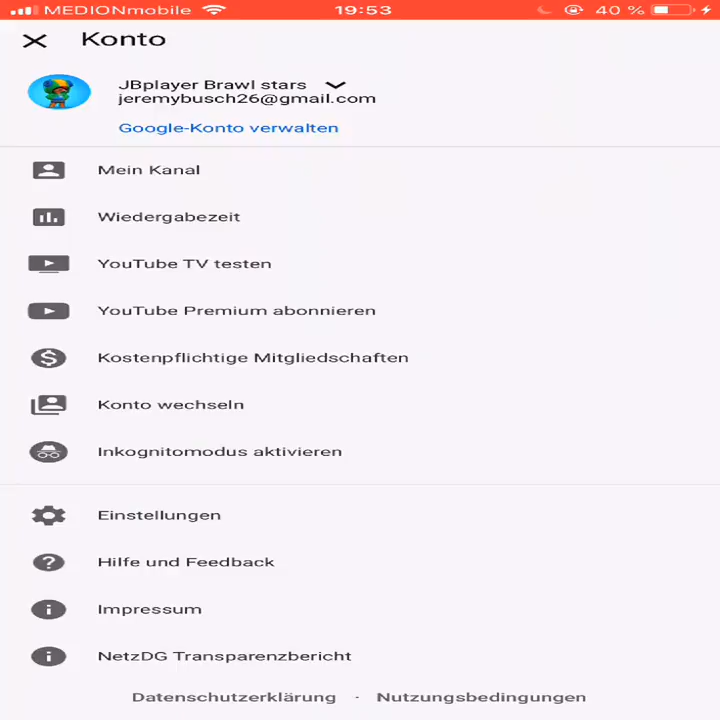 MEDIONmobile 19:53 40 %
Konto
JBplayer Brawl stars
jeremybusch26@gmail.com
Google-Konto verwalten
Mein Kanal
Wiedergabezeit
YouTube TV testen
YouTube Premium abonnieren
Kostenpflichtige Mitgliedschaften
Konto wechseln
Inkognitomodus aktivieren
Einstellungen
Hilfe und Feedback
Impressum
NetzDG Transparenzbericht
Datenschutzerklärung · Nutzungsbedingungen